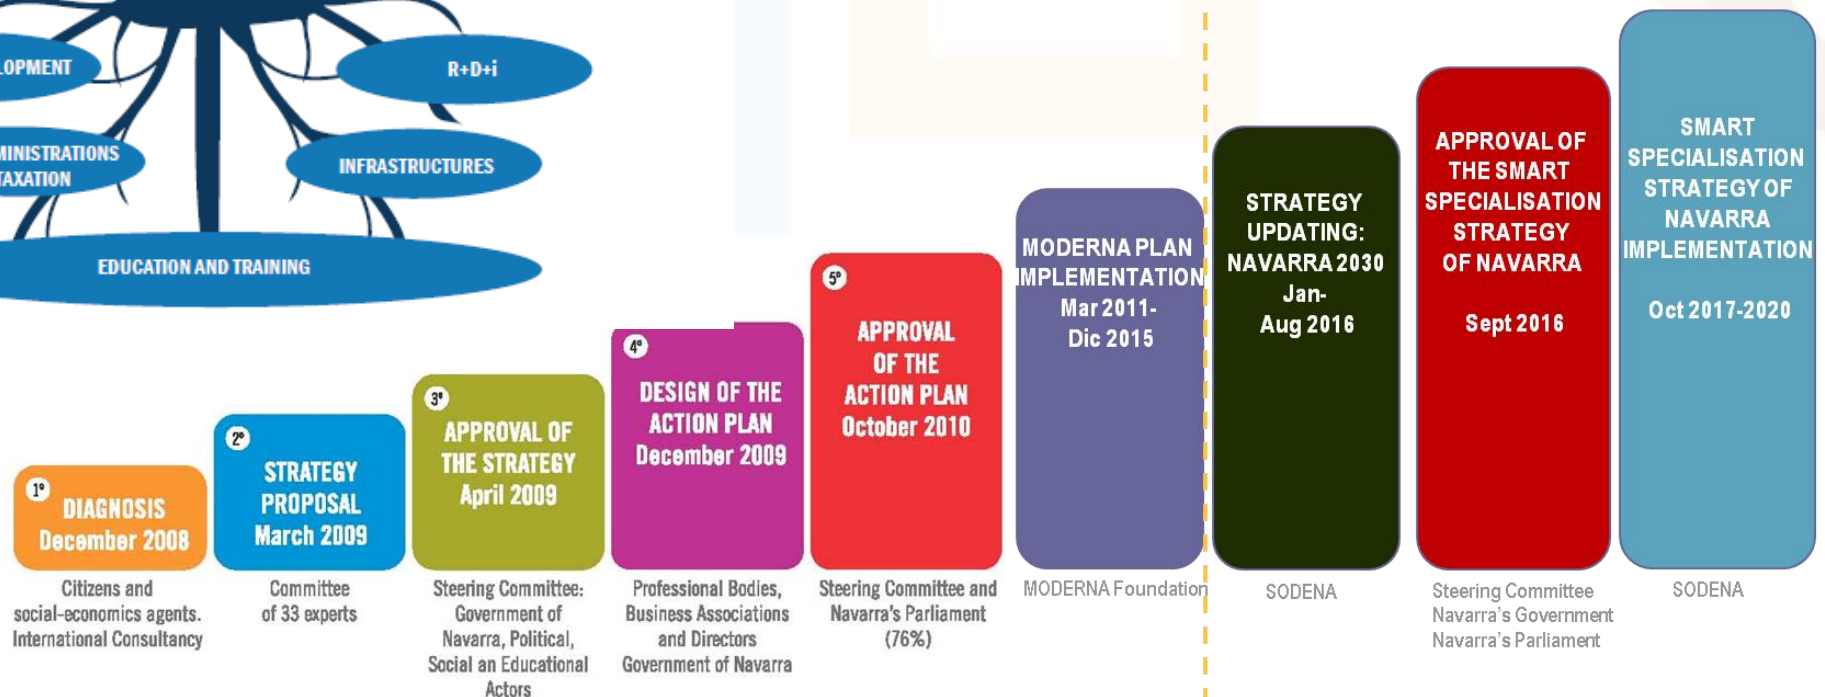 R+D+i
INFRASTRUCTURES
TAXATION
EDUCATION AND TRAINING
1º
DIAGNOSIS
December 2008
Citizens and
social-economics agents.
International Consultancy
2º
STRATEGY
PROPOSAL
March 2009
Committee
of 33 experts
3º
APPROVAL OF
THE STRATEGY
April 2009
Steering Committee:
Government of
Navarra, Political,
Social an Educational
Actors
4º
DESIGN OF THE
ACTION PLAN
December 2009
Professional Bodies,
Business Associations
and Directors
Government of Navarra
5º
APPROVAL
OF THE
ACTION PLAN
October 2010
Steering Committee and
Navarra's Parliament
(76%)
MODERNA PLAN
IMPLEMENTATION
Mar 2011-
Dic 2015
MODERNA Foundation
STRATEGY
UPDATING:
NAVARRA 2030
Jan-
Aug 2016
SODENA
APPROVAL OF
THE SMART
SPECIALISATION
STRATEGY
OF NAVARRA
Sept 2016
Steering Committee
Navarra's Government
Navarra's Parliament
SMART
SPECIALISATION
STRATEGY OF
NAVARRA
IMPLEMENTATION
Oct 2017-2020
SODENA